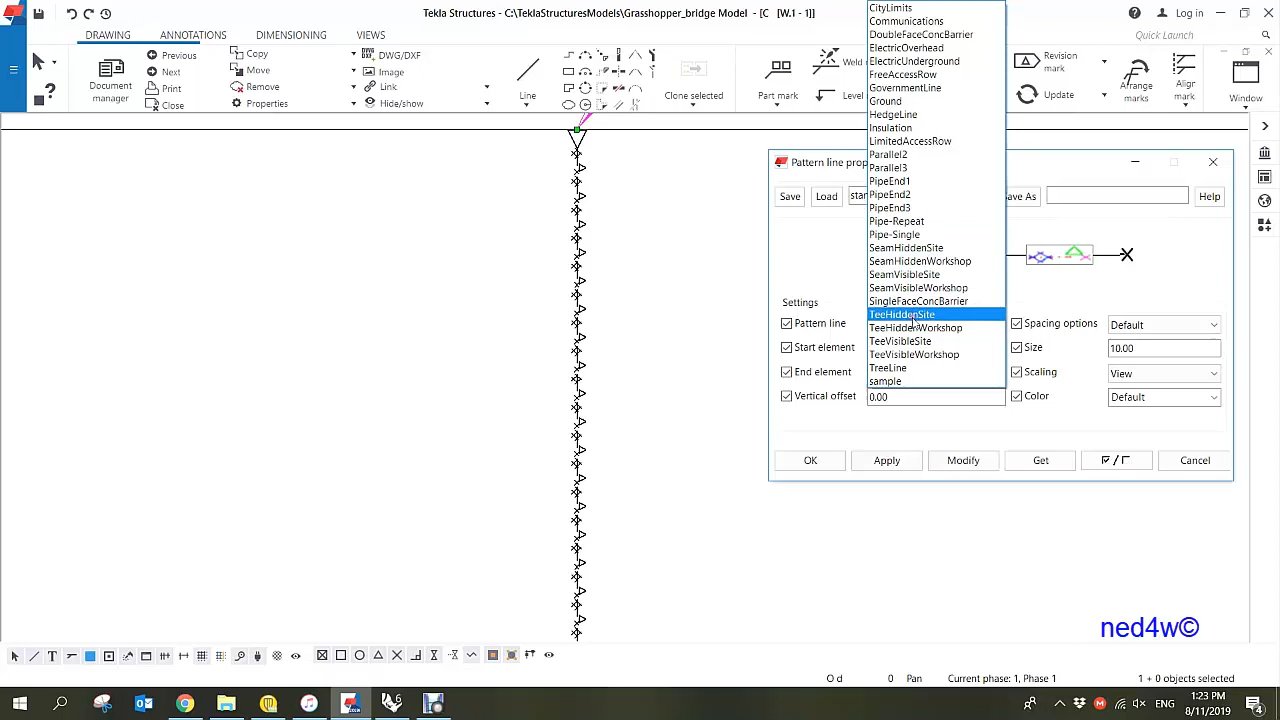 Tekla Structures - C:\TeklaStructuresModels\Grasshopper_bridge Model - [C [W.1 - 1]]
Log in
DRAWING
ANNOTATIONS
DIMENSIONING
VIEWS
Quick Launch
Document manager
Previous
Next
Print
Close
Copy
Move
Remove
Properties
DWG/DXF
Image
Link
Hide/show
Line
Clone selected
Part mark
Weld
Level
Revision mark
Update
Arrange marks
Align marks
Window
CityLimits
Communications
DoubleFaceConcBarrier
ElectricOverhead
ElectricUnderground
FreeAccessRow
GovernmentLine
Ground
HedgeLine
Insulation
LimitedAccessRow
Parallel2
Parallel3
PipeEnd1
PipeEnd2
PipeEnd3
Pipe-Repeat
Pipe-Single
SeamHiddenSite
SeamHiddenWorkshop
SeamVisibleSite
SeamVisibleWorkshop
SingleFaceConcBarrier
TeeHiddenSite
TeeHiddenWorkshop
TeeVisibleSite
TeeVisibleWorkshop
TreeLine
sample
Pattern line prop
Save
Load
stan
ave As
Help
Settings
Pattern line
Spacing options
Default
Start element
Size
10.00
End element
Scaling
View
Vertical offset
0.00
Color
Default
OK
Apply
Modify
Get
Cancel
ned4w©
O d
0
Pan
Current phase: 1, Phase 1
1 + 0 objects selected
ENG
1:23 PM
8/11/2019
4